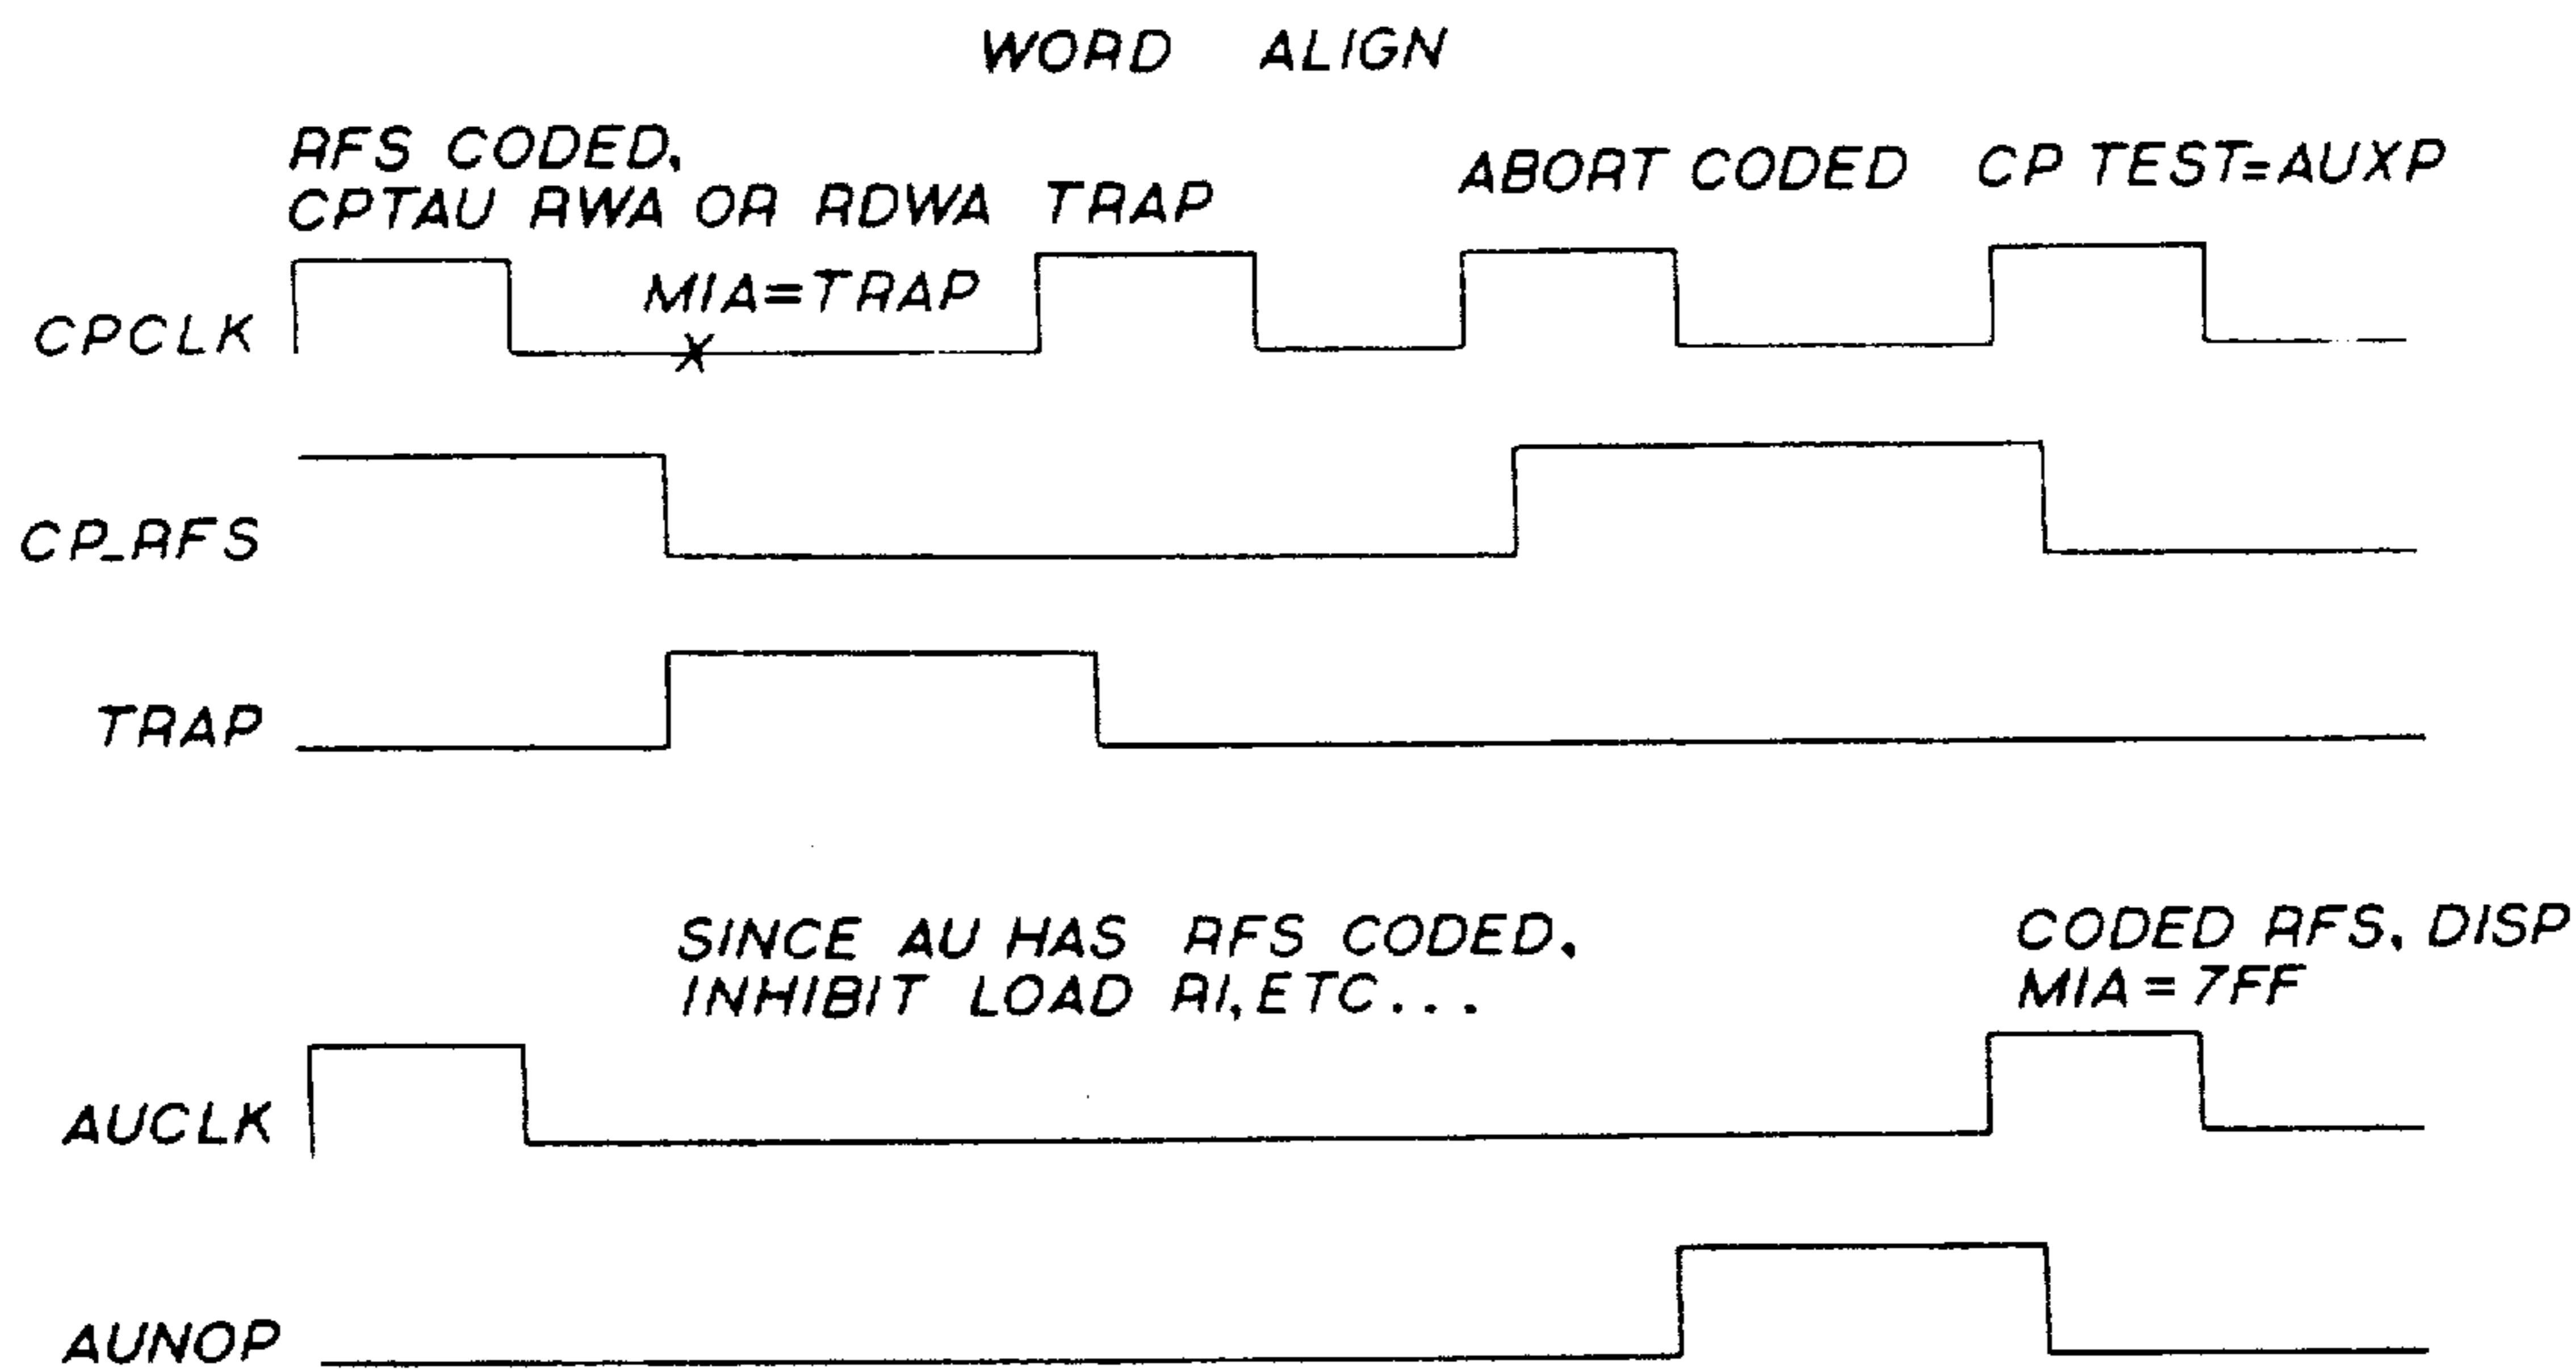 WORD ALIGN
RFS CODED,
CPTAU RWA OR RDWA TRAP
ABORT CODED
CP TEST=AUXP
MIA=TRAP
CPCLK
CP_RFS
TRAP
SINCE AU HAS RFS CODED,
INHIBIT LOAD RI,ETC...
CODED RFS, DISP
MIA=7FF
AUCLK
AUNOP